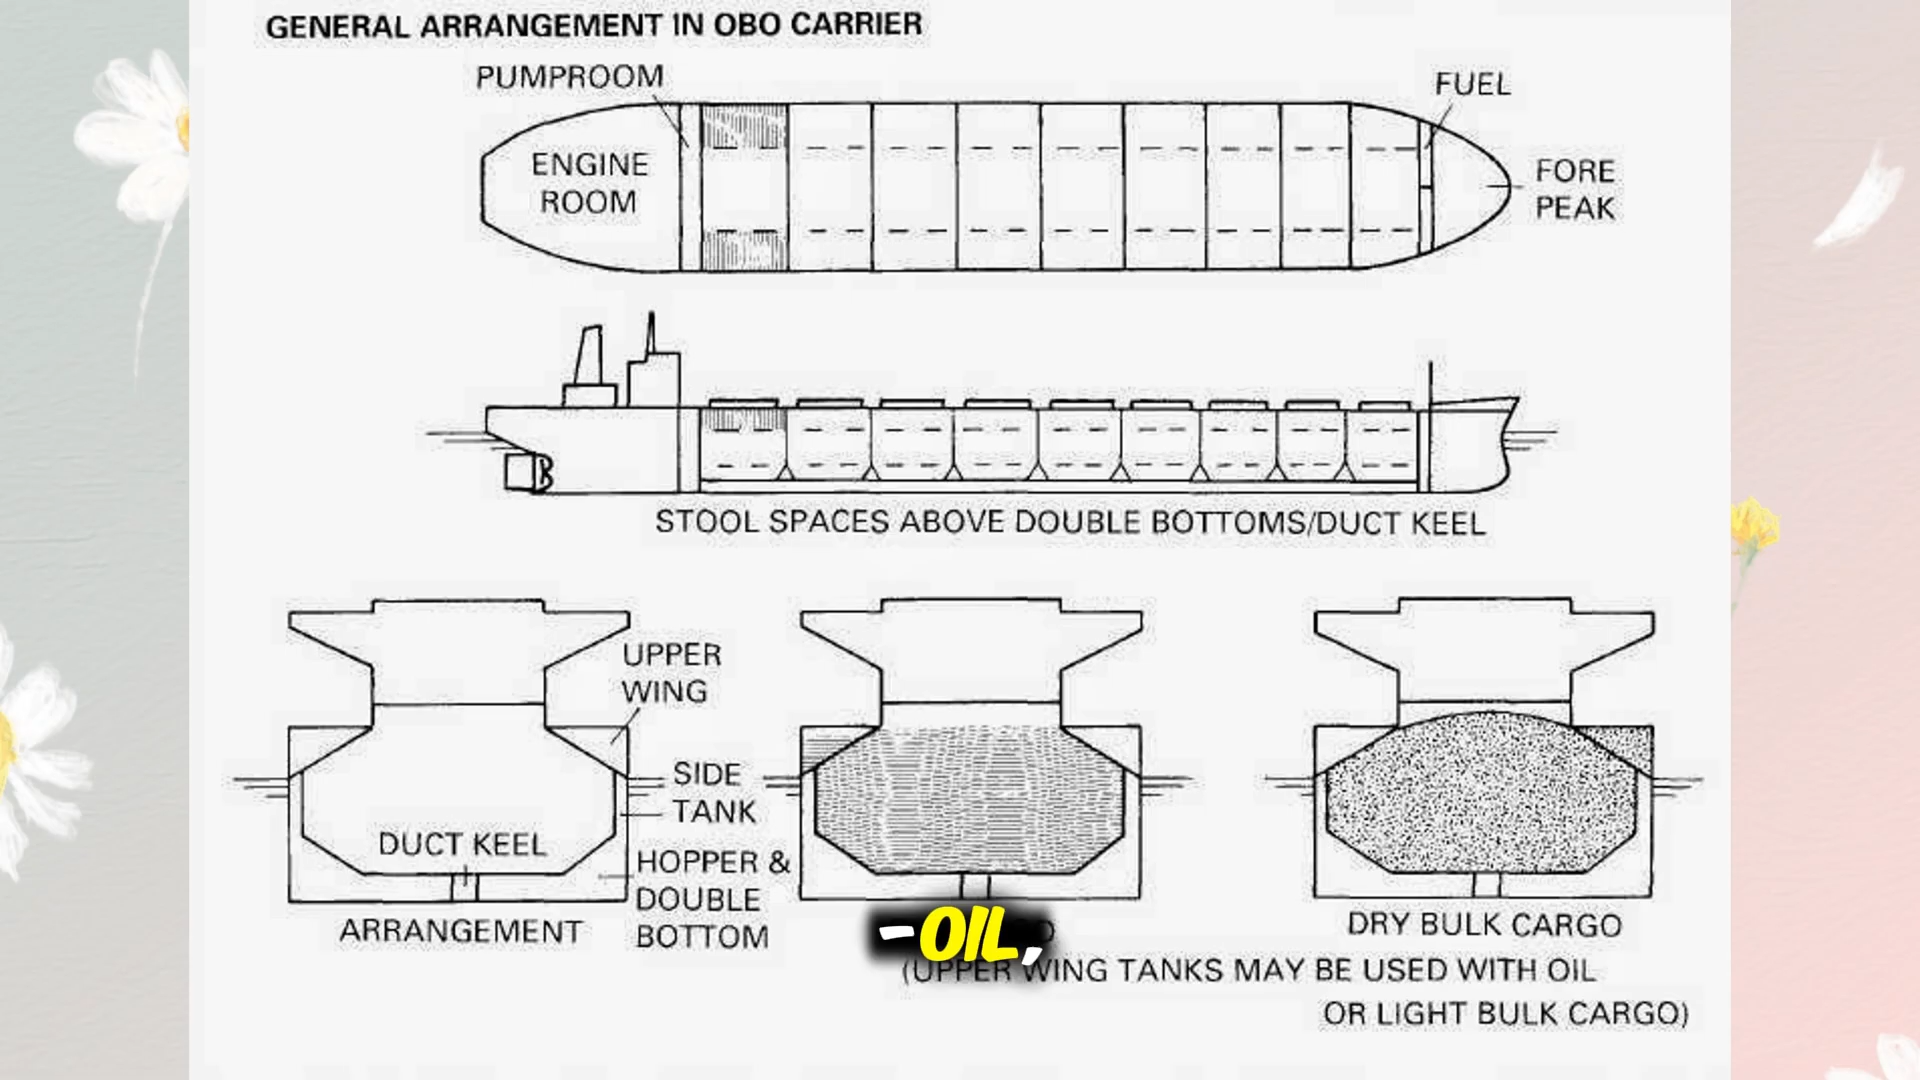 GENERAL ARRANGEMENT IN OBO CARRIER
PUMPROOM
FUEL
ENGINE
ROOM
FORE
PEAK
STOOL SPACES ABOVE DOUBLE BOTTOMS/DUCT KEEL
UPPER
WING
SIDE
TANK
DUCT KEEL
HOPPER &
DOUBLE
BOTTOM
ARRANGEMENT
-OIL,
DRY BULK CARGO
(UPPER WING TANKS MAY BE USED WITH OIL
OR LIGHT BULK CARGO)